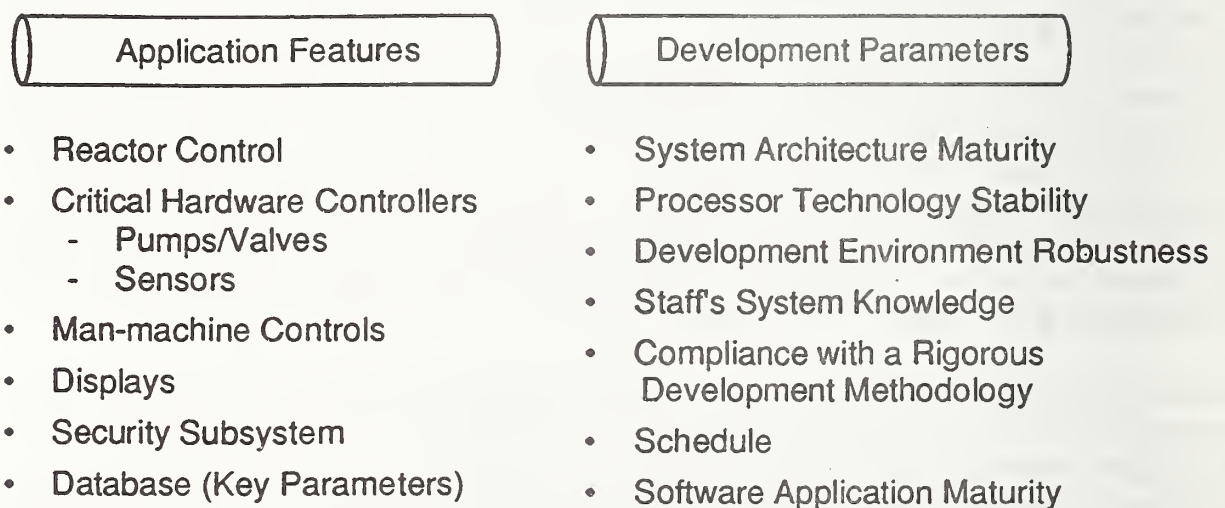 Application Features
• Reactor Control
• Critical Hardware Controllers
- Pumps/Valves
- Sensors
• Man-machine Controls
• Displays
• Security Subsystem
• Database (Key Parameters)
Development Parameters
• System Architecture Maturity
• Processor Technology Stability
• Development Environment Robustness
• Staff's System Knowledge
• Compliance with a Rigorous
Development Methodology
• Schedule
• Software Application Maturity